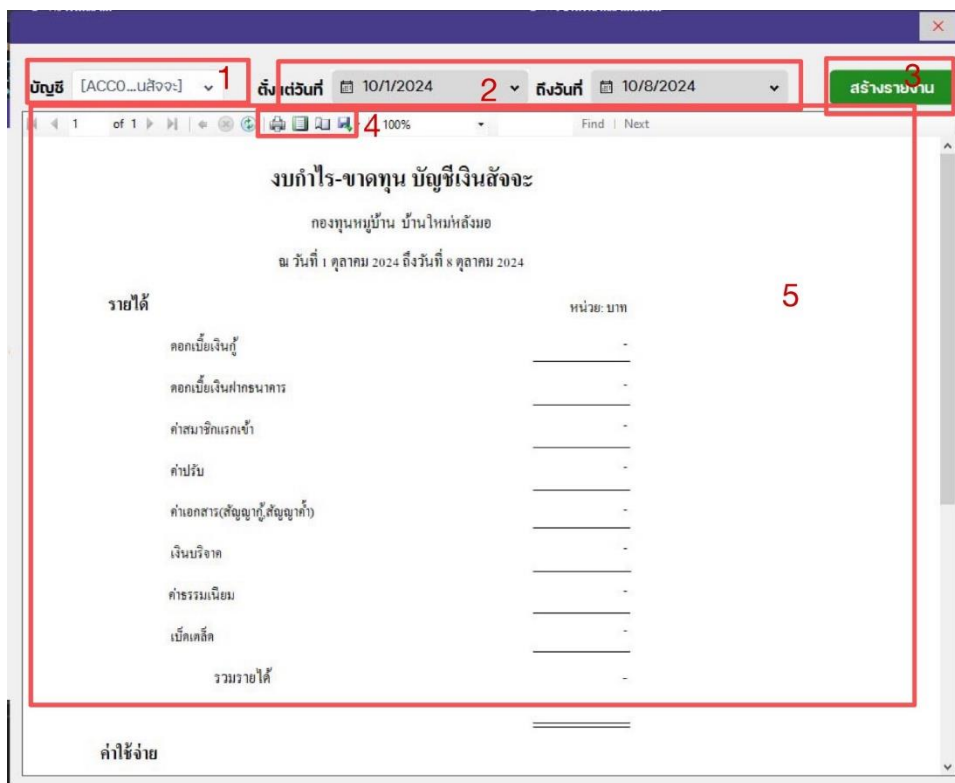 บัญชี [ACCO...นสัจจะ] 1 ตั้งแต่วันที่ 10/1/2024 2 ถึงวันที่ 10/8/2024 สร้างรายงาน 3
1 of 1 4 100% Find | Next
งบกำไร-ขาดทุน บัญชีเงินสัจจะ
กองทุนหมู่บ้าน บ้านใหม่หลังมอ
ณ วันที่ 1 ตุลาคม 2024 ถึงวันที่ 8 ตุลาคม 2024
5
รายได้ หน่วย: บาท
ดอกเบี้ยเงินกู้ -
ดอกเบี้ยเงินฝากธนาคาร -
ค่าสมาชิกแรกเข้า -
ค่าปรับ -
ค่าเอกสาร(สัญญากู้,สัญญาค้ำ) -
เงินบริจาค -
ค่าธรรมเนียม -
เบ็ดเตล็ด -
รวมรายได้ -
ค่าใช้จ่าย